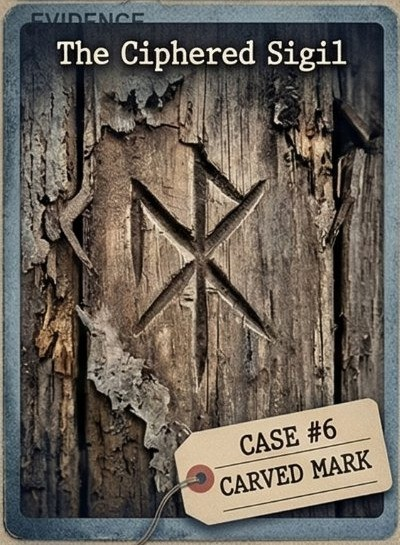 EVIDENCE
The Ciphered Sigil
CASE #6
CARVED MARK